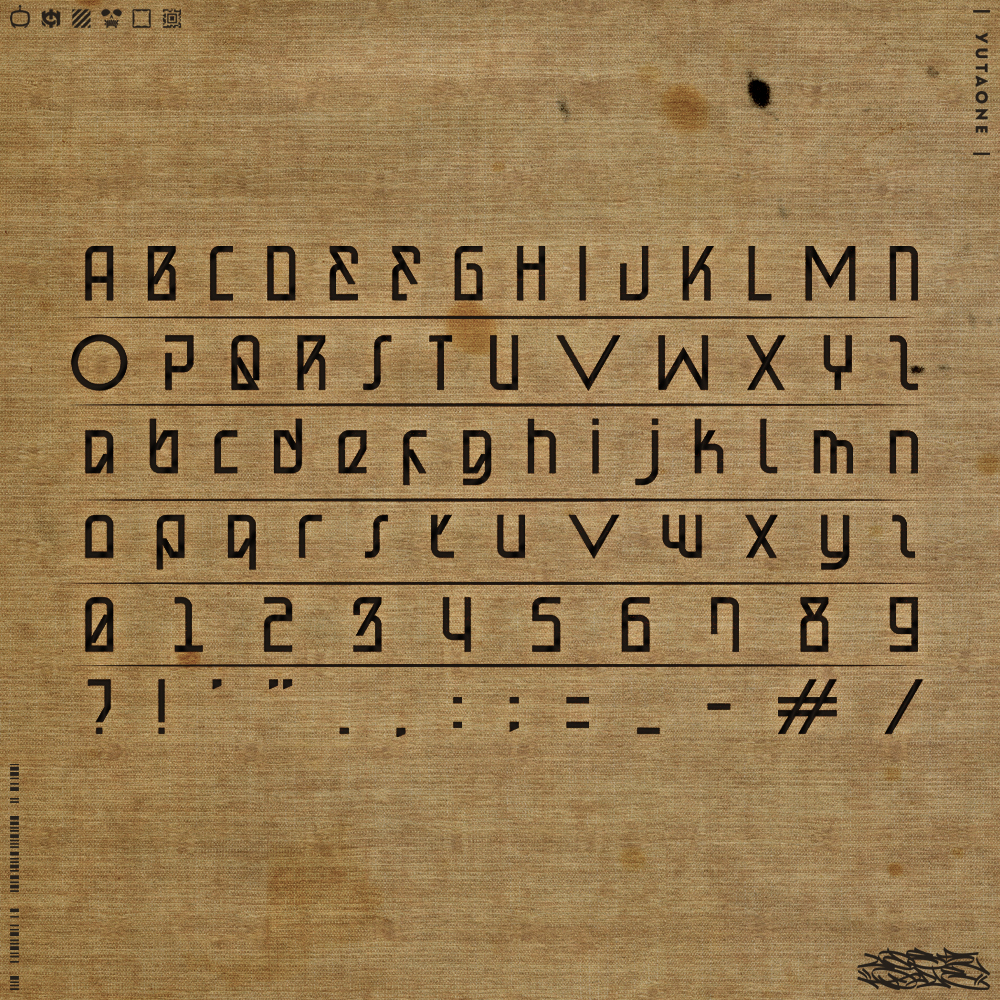 | YUTAONE |
A B C D E F G H I J K L M N
O P Q R S T U V W X Y Z
a b c d e f g h i j k l m n
o p q r s t u v w x y z
0 1 2 3 4 5 6 7 8 9
? ! ' " . , : ; = _ - # /